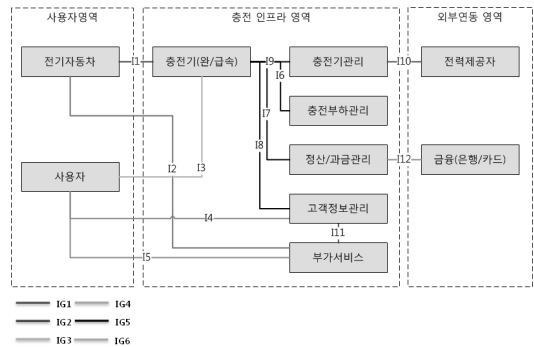 사용자영역
충전 인프라 영역
외부연동 영역
전기자동차
I1
충전기(완/급속)
I9
충전기관리
I10
전력제공자
I6
충전부하관리
I7
I8
정산/과금관리
I12
금융(은행/카드)
I2
I3
사용자
고객정보관리
I4
I11
I5
부가서비스
IG1
IG4
IG2
IG5
IG3
IG6